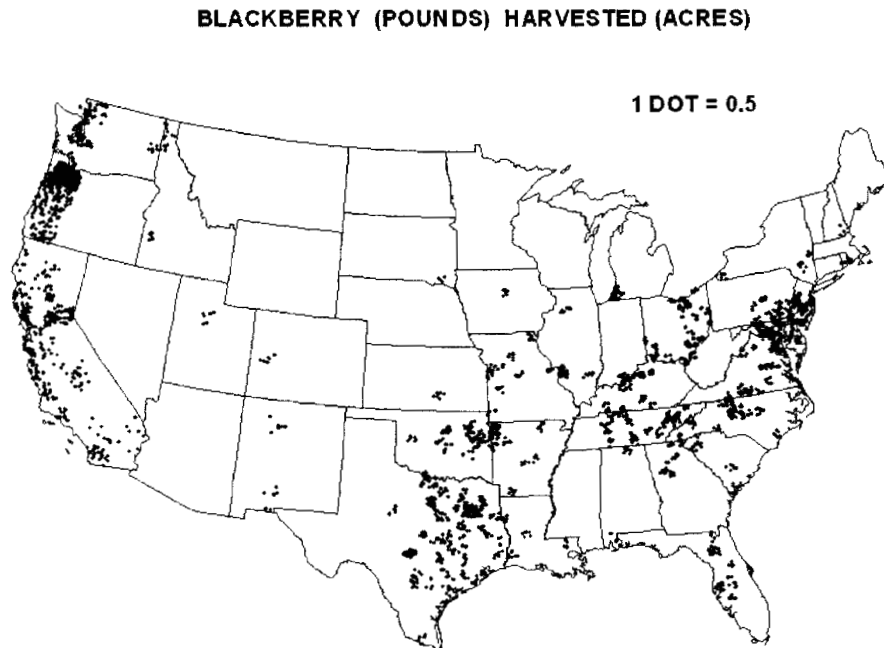 BLACKBERRY (POUNDS) HARVESTED (ACRES)
1 DOT = 0.5